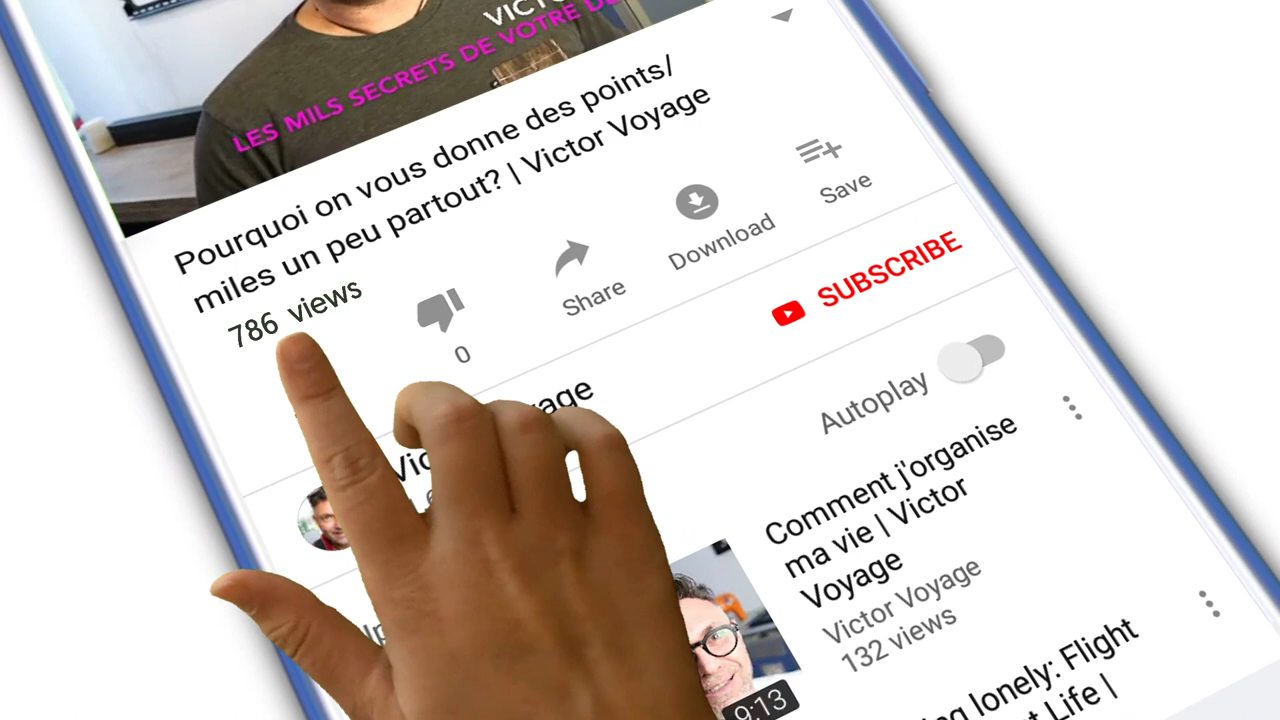 VICTO
LES MILS SECRETS DE VOTRE DE
Pourquoi on vous donne des points/
miles un peu partout? | Victor Voyage
786 views
0
Share
Download
Save
SUBSCRIBE
Vic age
Autoplay
Comment j'organise
ma vie | Victor
Voyage
Victor Voyage
132 views
9:13
lonely: Flight
Life |